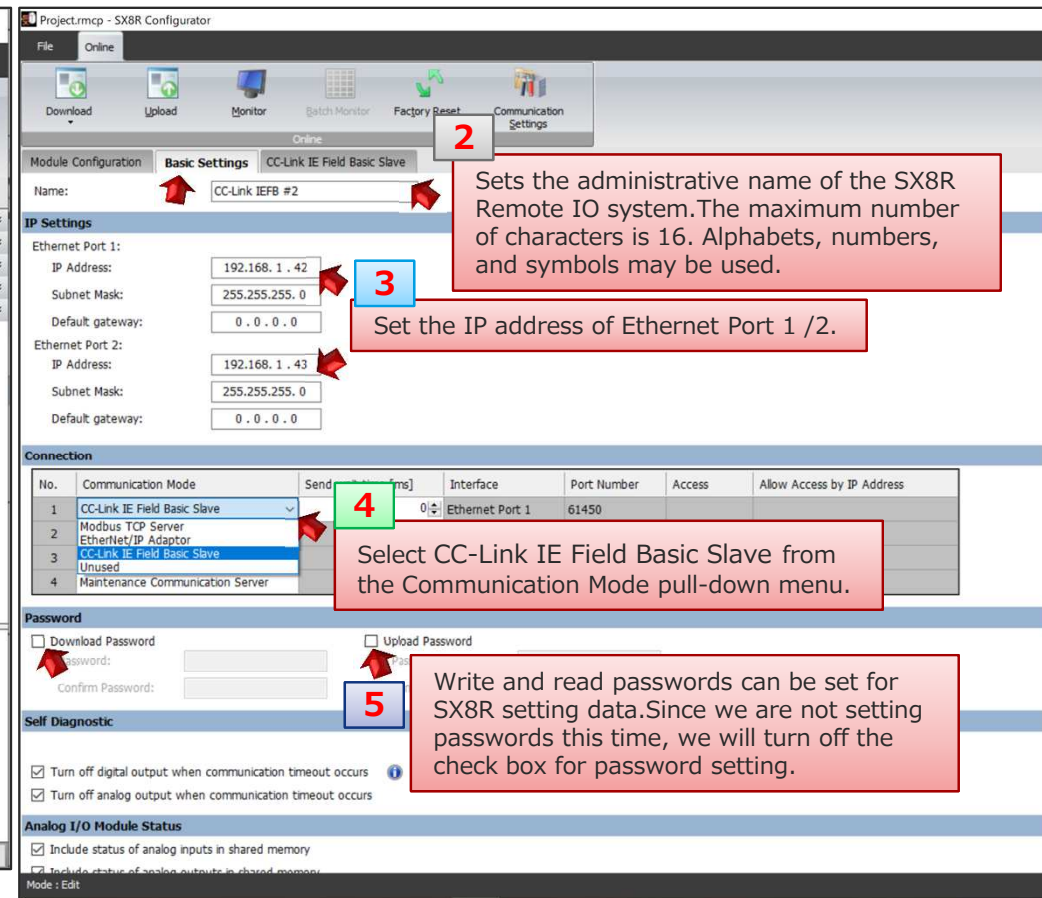 Project.rmcp - SX8R Configurator
File Online
Download Upload Monitor Batch Monitor Factory Reset Communication Settings
Online
2
Module Configuration Basic Settings CC-Link IE Field Basic Slave
Name: CC-Link IEFB #2
Sets the administrative name of the SX8R
Remote IO system.The maximum number
of characters is 16. Alphabets, numbers,
and symbols may be used.
IP Settings
Ethernet Port 1:
IP Address: 192.168. 1 . 42
3
Subnet Mask: 255.255.255. 0
Default gateway: 0 . 0 . 0 . 0
Set the IP address of Ethernet Port 1 /2.
Ethernet Port 2:
IP Address: 192.168. 1 . 43
Subnet Mask: 255.255.255. 0
Default gateway: 0 . 0 . 0 . 0
Connection
No. Communication Mode Send [ms] Interface Port Number Access Allow Access by IP Address
1 CC-Link IE Field Basic Slave 0 Ethernet Port 1 61450
4
2 Modbus TCP Server
EtherNet/IP Adaptor
3 CC-Link IE Field Basic Slave
Unused
4 Maintenance Communication Server
Select CC-Link IE Field Basic Slave from
the Communication Mode pull-down menu.
Password
Download Password Upload Password
Password:
Confirm Password:
5
Write and read passwords can be set for
SX8R setting data.Since we are not setting
passwords this time, we will turn off the
check box for password setting.
Self Diagnostic
Turn off digital output when communication timeout occurs
Turn off analog output when communication timeout occurs
Analog I/O Module Status
Include status of analog inputs in shared memory
Include status of analog outputs in shared memory
Mode : Edit